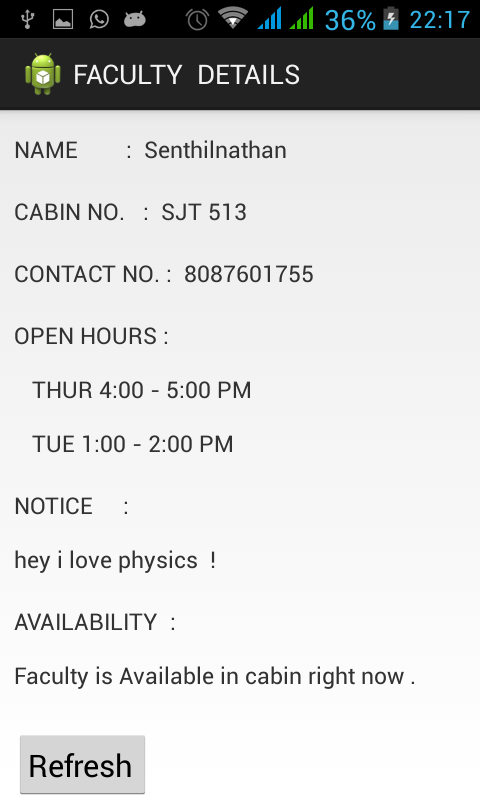 36% 22:17
FACULTY DETAILS
NAME : Senthilnathan
CABIN NO. : SJT 513
CONTACT NO. : 8087601755
OPEN HOURS :
THUR 4:00 - 5:00 PM
TUE 1:00 - 2:00 PM
NOTICE :
hey i love physics !
AVAILABILITY :
Faculty is Available in cabin right now .
Refresh